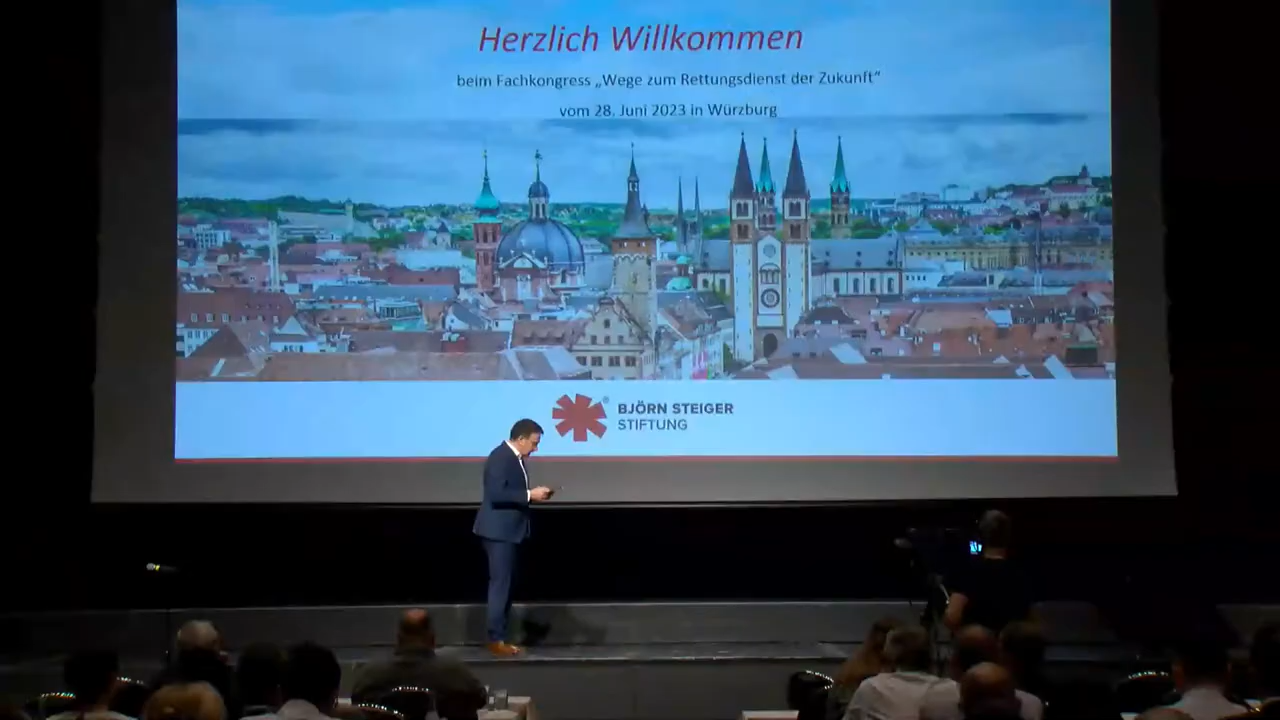 Herzlich Willkommen
beim Fachkongress „Wege zum Rettungsdienst der Zukunft“
vom 28. Juni 2023 in Würzburg
®
BJÖRN STEIGER
STIFTUNG